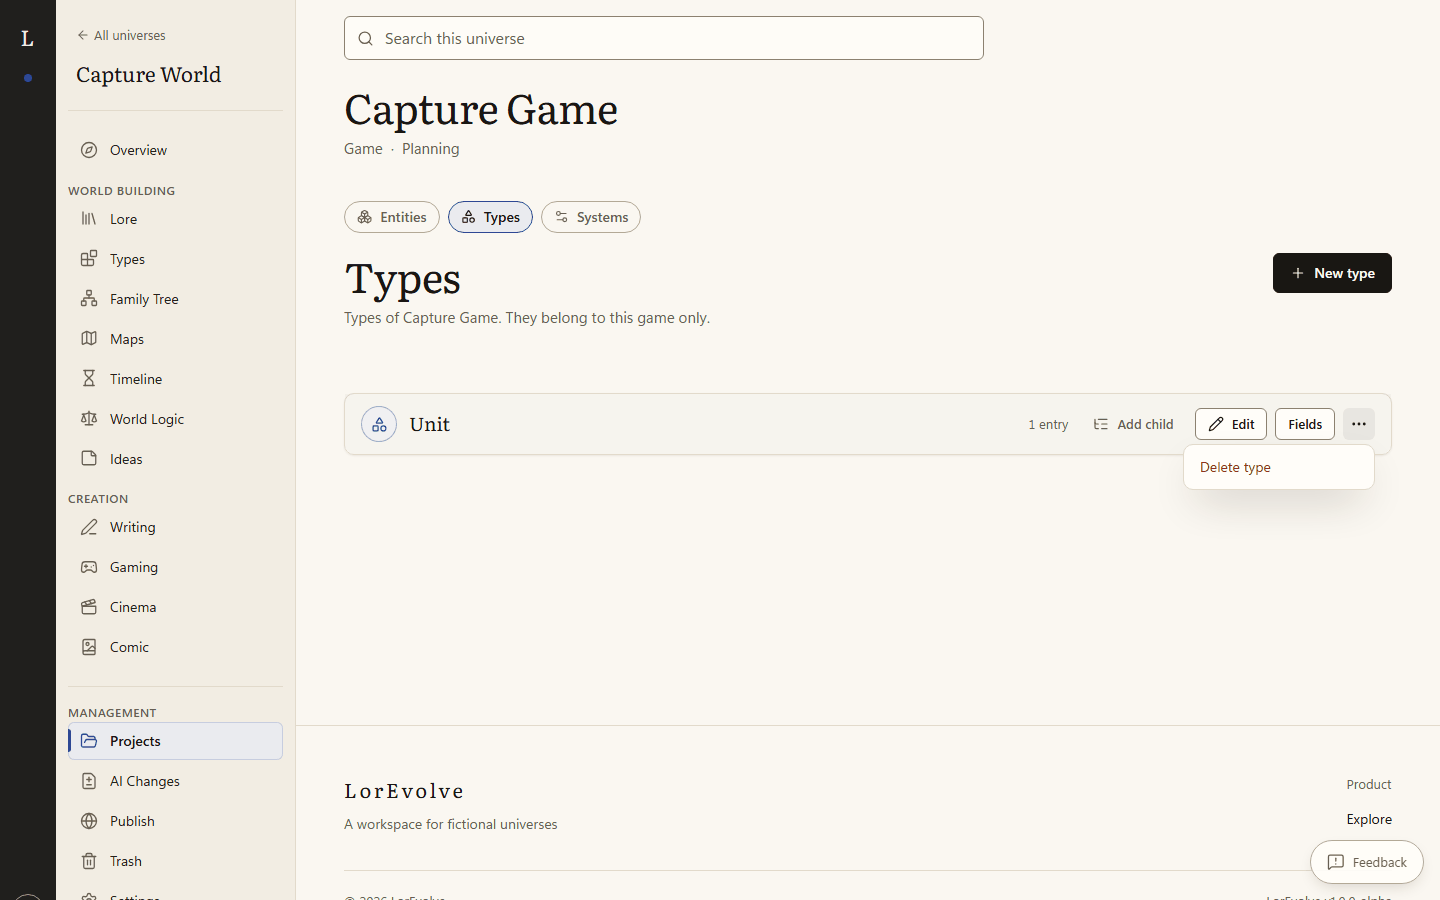 L
All universes
Capture World
Overview
WORLD BUILDING
Lore
Types
Family Tree
Maps
Timeline
World Logic
Ideas
CREATION
Writing
Gaming
Cinema
Comic
MANAGEMENT
Projects
AI Changes
Publish
Trash
Settings
Search this universe
Capture Game
Game · Planning
Entities Types Systems
Types
New type
Types of Capture Game. They belong to this game only.
Unit
1 entry Add child Edit Fields
Delete type
LorEvolve
A workspace for fictional universes
Product
Explore
Feedback
© 2026 LorEvolve